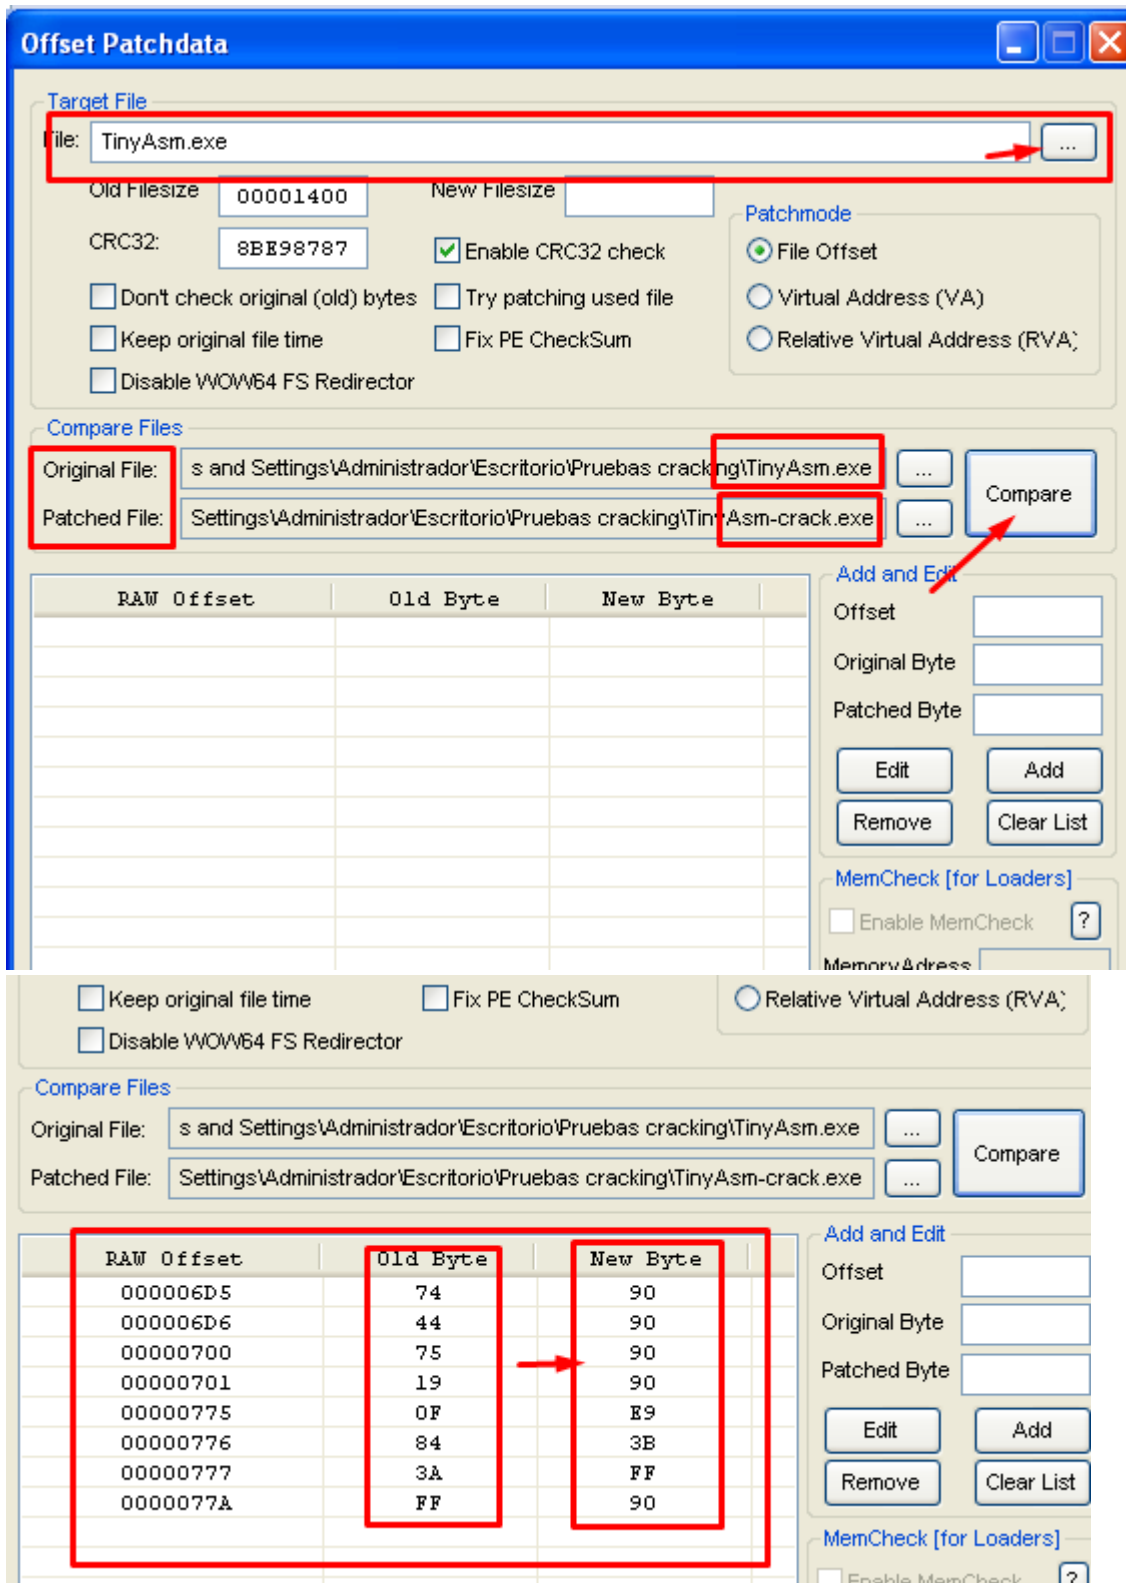 Offset Patchdata
Target File
File: TinyAsm.exe ...
Old Filesize 00001400 New Filesize
Patchmode
CRC32: 8BE98787 Enable CRC32 check File Offset
Don't check original (old) bytes Try patching used file Virtual Address (VA)
Keep original file time Fix PE CheckSum Relative Virtual Address (RVA)
Disable WOW64 FS Redirector
Compare Files
Original File: s and Settings\Administrador\Escritorio\Pruebas cracking\TinyAsm.exe ...
Compare
Patched File: Settings\Administrador\Escritorio\Pruebas cracking\TinyAsm-crack.exe ...
Add and Edit
RAW Offset Old Byte New Byte
Offset
Original Byte
Patched Byte
Edit Add
Remove Clear List
MemCheck [for Loaders]
Enable MemCheck ?
MemoryAdress
Keep original file time Fix PE CheckSum Relative Virtual Address (RVA)
Disable WOW64 FS Redirector
Compare Files
Original File: s and Settings\Administrador\Escritorio\Pruebas cracking\TinyAsm.exe ...
Compare
Patched File: Settings\Administrador\Escritorio\Pruebas cracking\TinyAsm-crack.exe ...
Add and Edit
RAW Offset Old Byte New Byte
Offset
000006D5 74 90
000006D6 44 90
Original Byte
00000700 75 90
Patched Byte
00000701 19 90
00000775 0F E9
Edit Add
00000776 84 3B
00000777 3A FF
Remove Clear List
0000077A FF 90
MemCheck [for Loaders]
Enable MemCheck ?